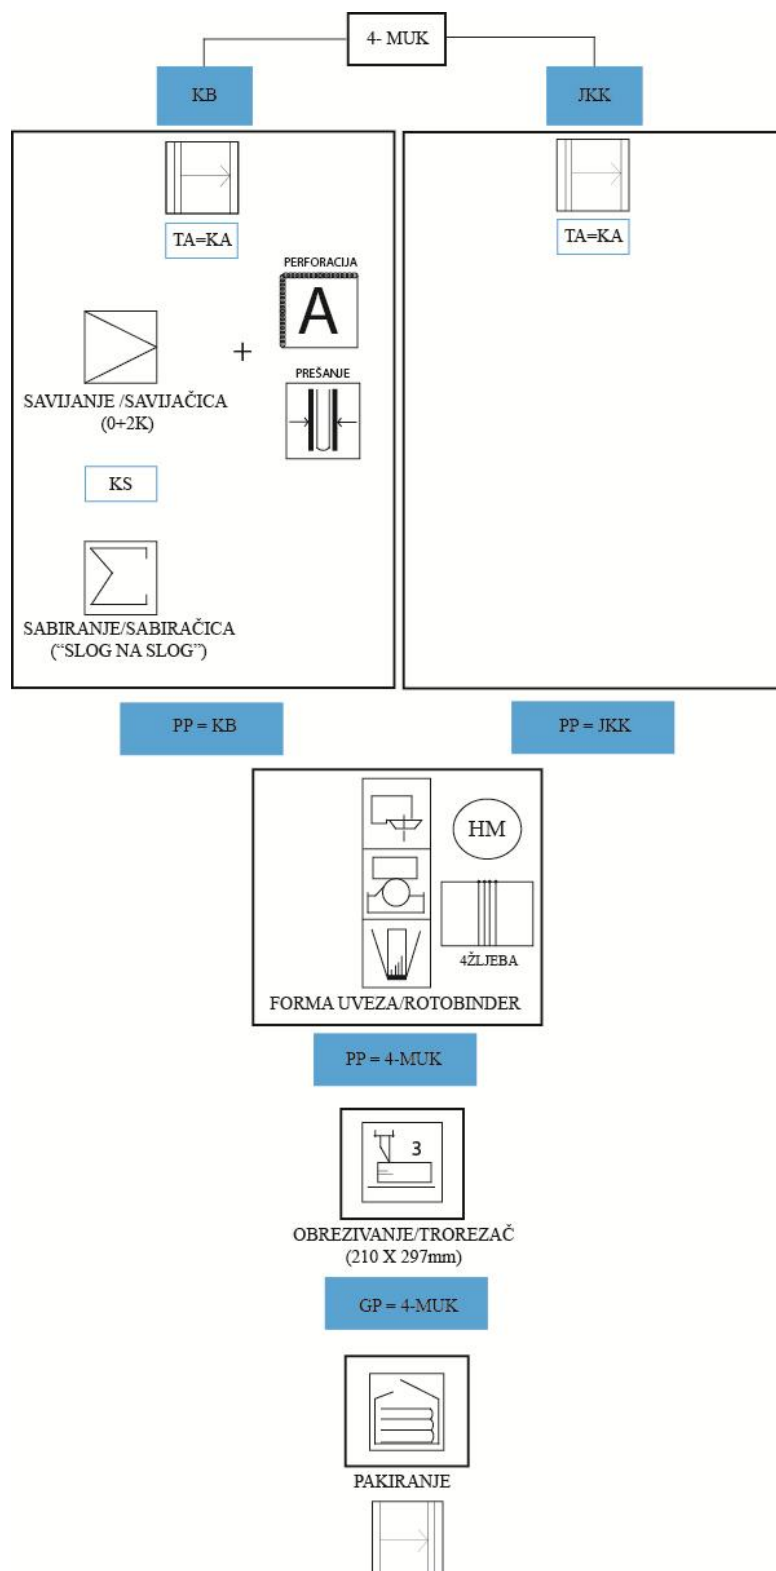 4- MUK
KB
JKK
TA=KA
TA=KA
PERFORACIJA
A
+
PREŠANJE
SAVIJANJE /SAVIJAČICA
(0+2K)
KS
SABIRANJE/SABIRAČICA
(“SLOG NA SLOG”)
PP = KB
PP = JKK
HM
4ŽLJEBA
FORMA UVEZA/ROTOBINDER
PP = 4-MUK
3
OBREZIVANJE/TROREZAČ
(210 X 297mm)
GP = 4-MUK
PAKIRANJE